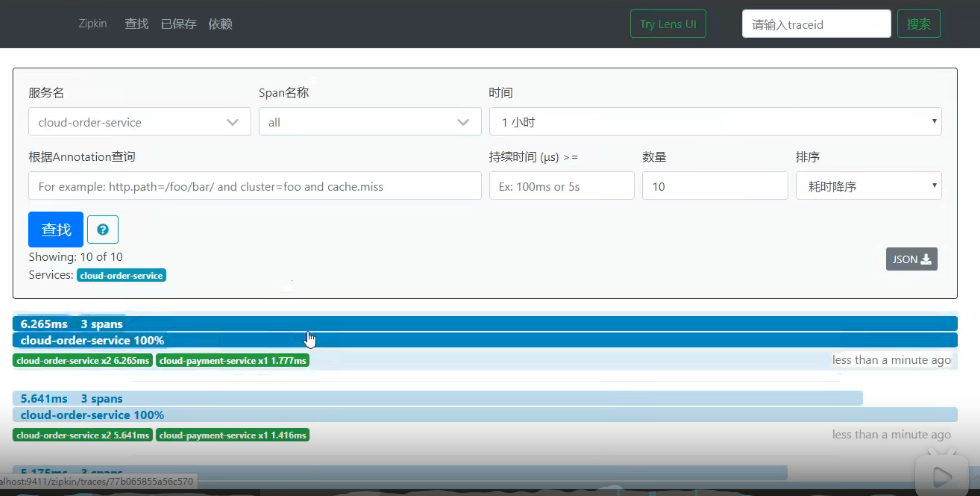 Zipkin 查找 已保存 依赖 Try Lens UI 请输入traceid 搜索
服务名 Span名称 时间
cloud-order-service all 1 小时
根据Annotation查询 持续时间 (μs) >= 数量 排序
For example: http.path=/foo/bar/ and cluster=foo and cache.miss Ex: 100ms or 5s 10 耗时降序
查找 ?
Showing: 10 of 10
Services: cloud-order-service JSON
6.265ms 3 spans
cloud-order-service 100%
cloud-order-service x2 6.265ms cloud-payment-service x1 1.777ms less than a minute ago
5.641ms 3 spans
cloud-order-service 100%
cloud-order-service x2 5.641ms cloud-payment-service x1 1.416ms less than a minute ago
5.175ms 3 spans
alhost:9411/zipkin/traces/77b065855a56c570